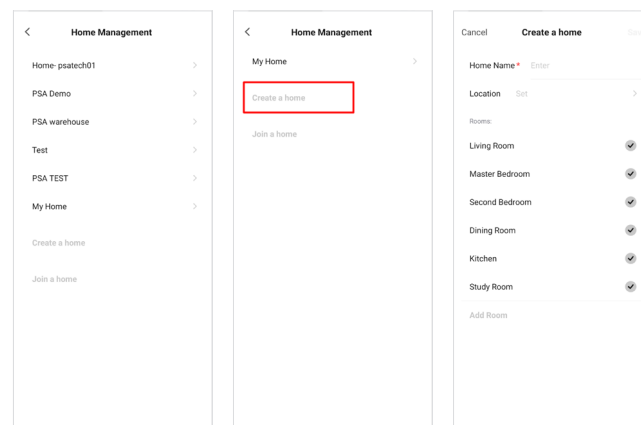 Home Management
Home- psatech01
PSA Demo
PSA warehouse
Test
PSA TEST
My Home
Create a home
Join a home
Home Management
My Home
Create a home
Join a home
Cancel Create a home
Home Name* Enter
Location Set
Rooms:
Living Room
Master Bedroom
Second Bedroom
Dining Room
Kitchen
Study Room
Add Room